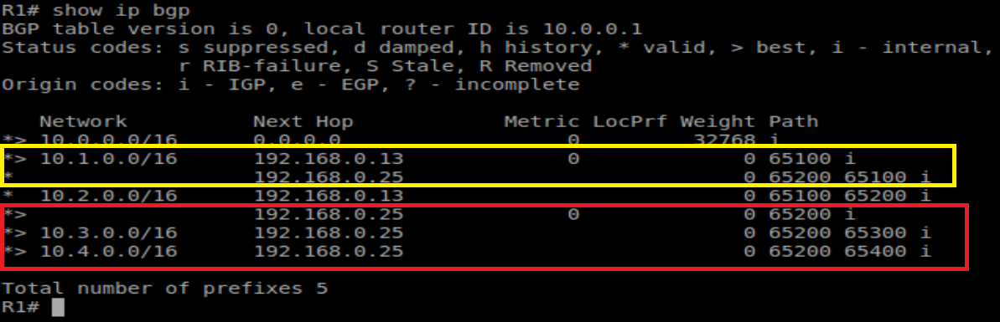 R1# show ip bgp
BGP table version is 0, local router ID is 10.0.0.1
Status codes: s suppressed, d damped, h history, * valid, > best, i - internal,
              r RIB-failure, S Stale, R Removed
Origin codes: i - IGP, e - EGP, ? - incomplete

   Network          Next Hop            Metric LocPrf Weight Path
*> 10.0.0.0/16      0.0.0.0                  0         32768 i
*> 10.1.0.0/16      192.168.0.13             0             0 65100 i
*                   192.168.0.25                           0 65200 65100 i
*  10.2.0.0/16      192.168.0.13                           0 65100 65200 i
*>                  192.168.0.25             0             0 65200 i
*> 10.3.0.0/16      192.168.0.25                           0 65200 65300 i
*> 10.4.0.0/16      192.168.0.25                           0 65200 65400 i

Total number of prefixes 5
R1#